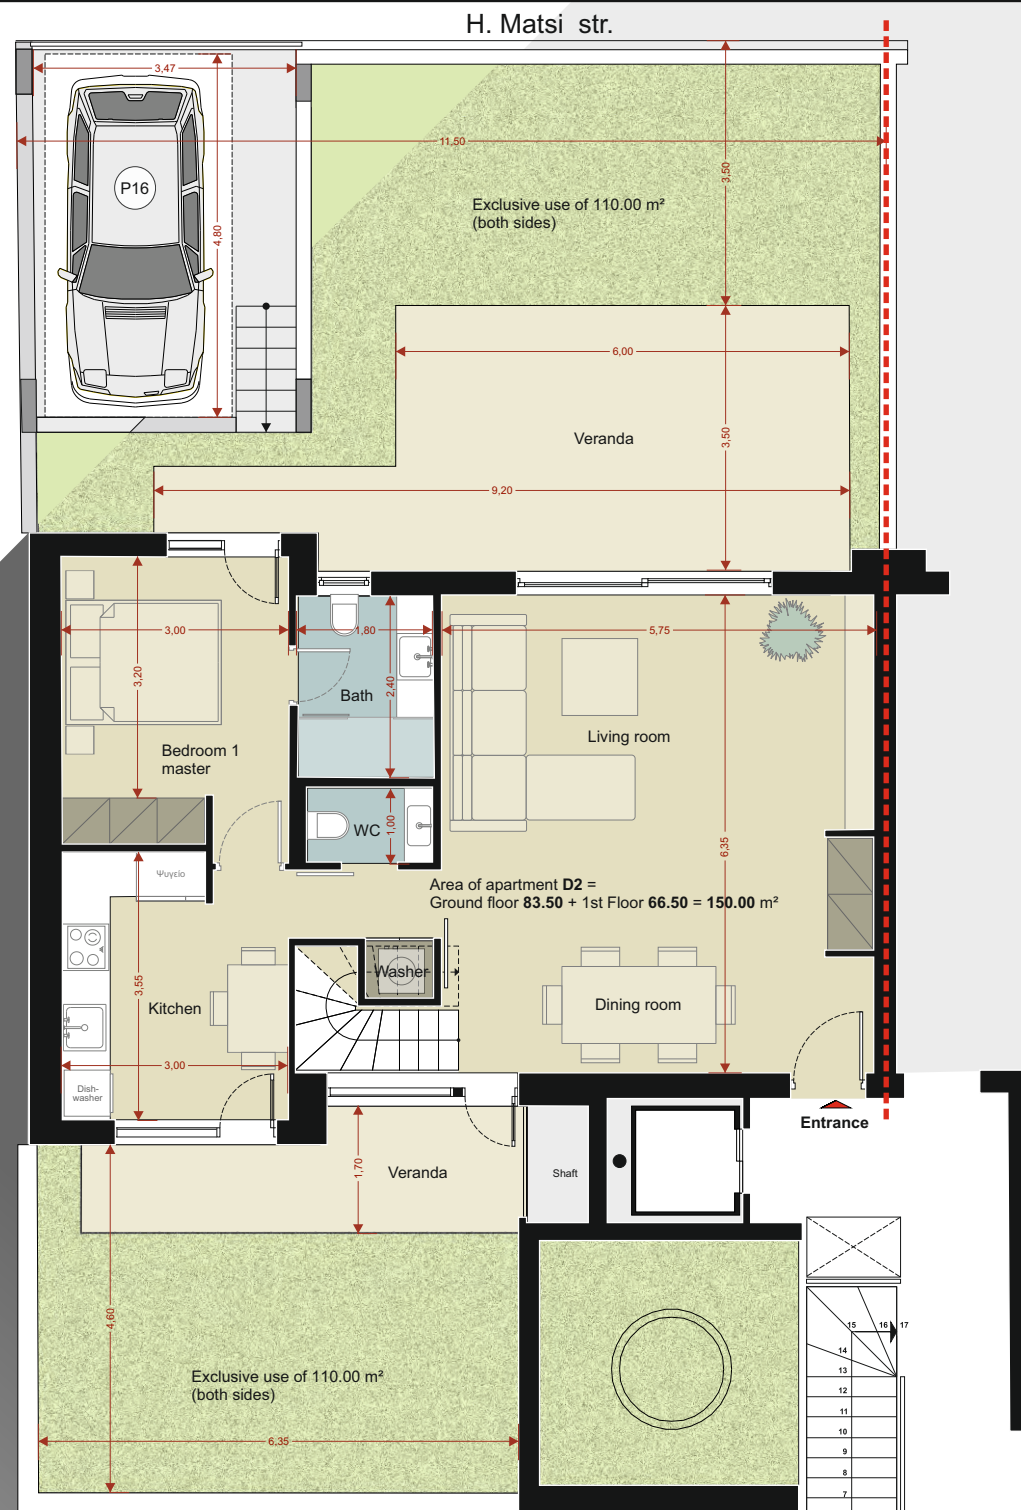 H. Matsi str.
3,47
11,50
P16
3,50
4,80
Exclusive use of 110.00 m²
(both sides)
6,00
Veranda
3,50
9,20
3,00
1,80
5,75
3,20
2,40
Bath
Living room
Bedroom 1
master
WC
1,00
6,35
Ψυγείο
Area of apartment D2 =
Ground floor 83.50 + 1st Floor 66.50 = 150.00 m²
Washer
3,55
Kitchen
Dining room
3,00
Dish-
washer
Entrance
1,70
Veranda
Shaft
4,60
Exclusive use of 110.00 m²
(both sides)
6,35
15 16 17
14
13
12
11
10
9
8
7